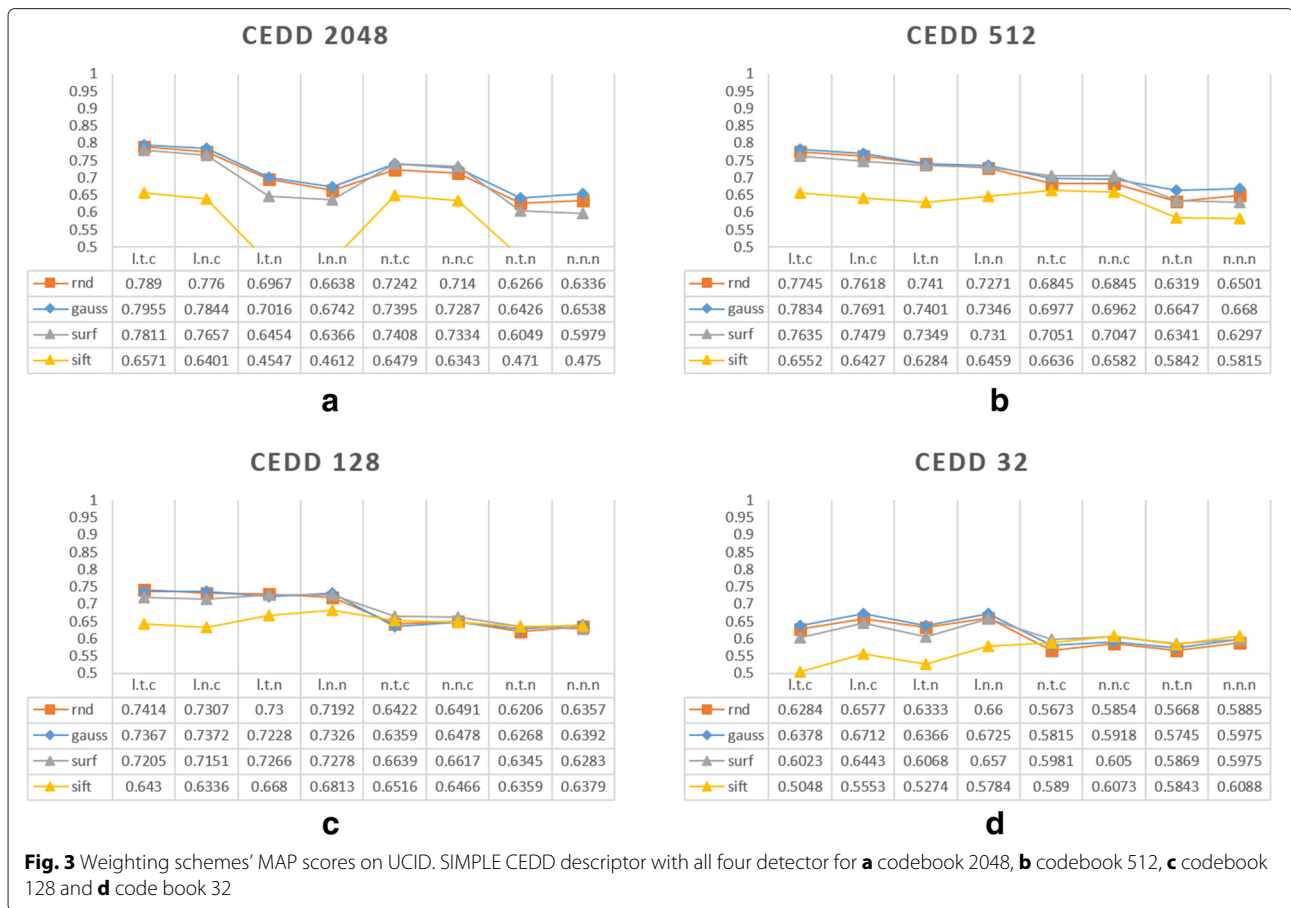 CEDD 2048
1
0.95
0.9
0.85
0.8
0.75
0.7
0.65
0.6
0.55
0.5
l.t.c l.n.c l.t.n l.n.n n.t.c n.n.c n.t.n n.n.n
rnd 0.789 0.776 0.6967 0.6638 0.7242 0.714 0.6266 0.6336
gauss 0.7955 0.7844 0.7016 0.6742 0.7395 0.7287 0.6426 0.6538
surf 0.7811 0.7657 0.6454 0.6366 0.7408 0.7334 0.6049 0.5979
sift 0.6571 0.6401 0.4547 0.4612 0.6479 0.6343 0.471 0.475
a
CEDD 512
1
0.95
0.9
0.85
0.8
0.75
0.7
0.65
0.6
0.55
0.5
l.t.c l.n.c l.t.n l.n.n n.t.c n.n.c n.t.n n.n.n
rnd 0.7745 0.7618 0.741 0.7271 0.6845 0.6845 0.6319 0.6501
gauss 0.7834 0.7691 0.7401 0.7346 0.6977 0.6962 0.6647 0.668
surf 0.7635 0.7479 0.7349 0.731 0.7051 0.7047 0.6341 0.6297
sift 0.6552 0.6427 0.6284 0.6459 0.6636 0.6582 0.5842 0.5815
b
CEDD 128
1
0.95
0.9
0.85
0.8
0.75
0.7
0.65
0.6
0.55
0.5
l.t.c l.n.c l.t.n l.n.n n.t.c n.n.c n.t.n n.n.n
rnd 0.7414 0.7307 0.73 0.7192 0.6422 0.6491 0.6206 0.6357
gauss 0.7367 0.7372 0.7228 0.7326 0.6359 0.6478 0.6268 0.6392
surf 0.7205 0.7151 0.7266 0.7278 0.6639 0.6617 0.6345 0.6283
sift 0.643 0.6336 0.668 0.6813 0.6516 0.6466 0.6359 0.6379
c
CEDD 32
1
0.95
0.9
0.85
0.8
0.75
0.7
0.65
0.6
0.55
0.5
l.t.c l.n.c l.t.n l.n.n n.t.c n.n.c n.t.n n.n.n
rnd 0.6284 0.6577 0.6333 0.66 0.5673 0.5854 0.5668 0.5885
gauss 0.6378 0.6712 0.6366 0.6725 0.5815 0.5918 0.5745 0.5975
surf 0.6023 0.6443 0.6068 0.657 0.5981 0.605 0.5869 0.5975
sift 0.5048 0.5553 0.5274 0.5784 0.589 0.6073 0.5843 0.6088
d
Fig. 3 Weighting schemes' MAP scores on UCID. SIMPLE CEDD descriptor with all four detector for a codebook 2048, b codebook 512, c codebook
128 and d code book 32